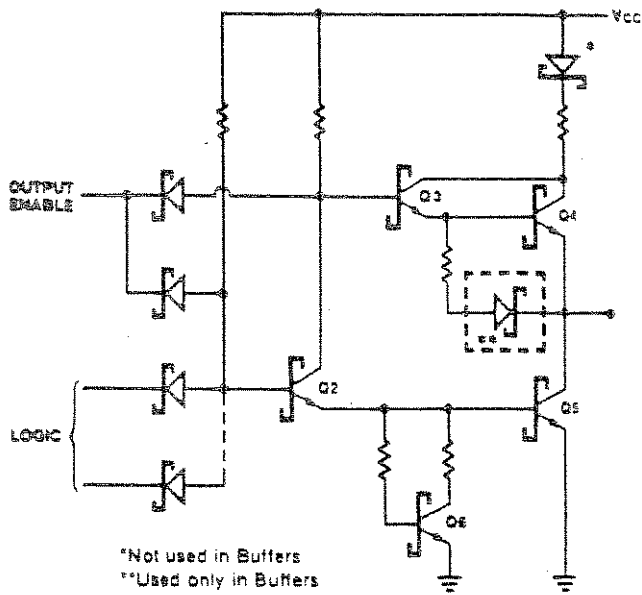 Vcc
*
OUTPUT
ENABLE
Q3
Q4
**
Q2
Q5
LOGIC
Q6
*Not used in Buffers
**Used only in Buffers